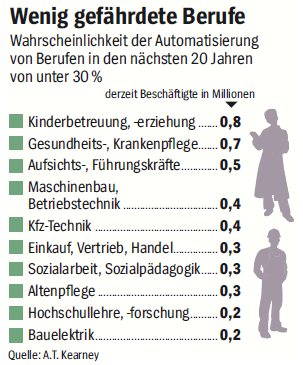 Wenig gefährdete Berufe
Wahrscheinlichkeit der Automatisierung
von Berufen in den nächsten 20 Jahren
von unter 30 %
derzeit Beschäftigte in Millionen
Kinderbetreuung, -erziehung ...... 0,8
Gesundheits-, Krankenpflege ...... 0,7
Aufsichts-, Führungskräfte ...... 0,5
Maschinenbau,
Betriebstechnik ...... 0,4
Kfz-Technik ...... 0,4
Einkauf, Vertrieb, Handel ...... 0,3
Sozialarbeit, Sozialpädagogik ...... 0,3
Altenpflege ...... 0,3
Hochschullehre, -forschung ...... 0,2
Bauelektrik ...... 0,2
Quelle: A.T. Kearney